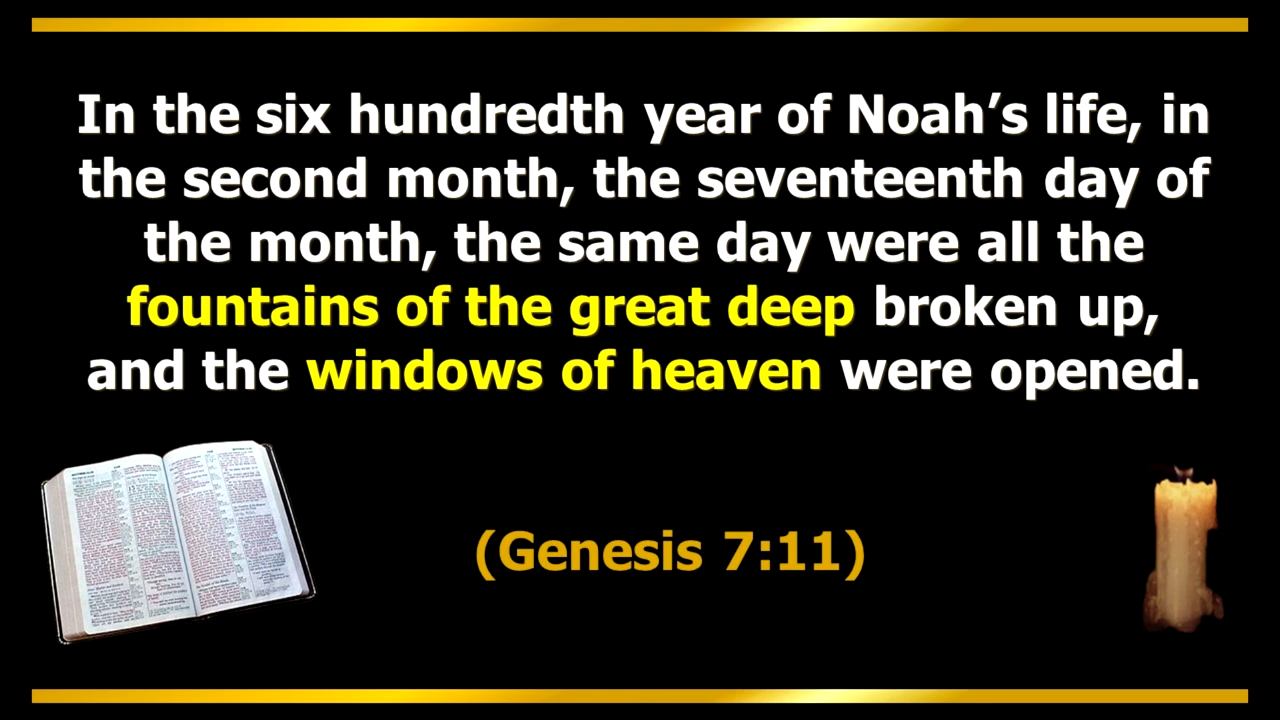 In the six hundredth year of Noah’s life, in
the second month, the seventeenth day of
the month, the same day were all the
fountains of the great deep broken up,
and the windows of heaven were opened.
(Genesis 7:11)